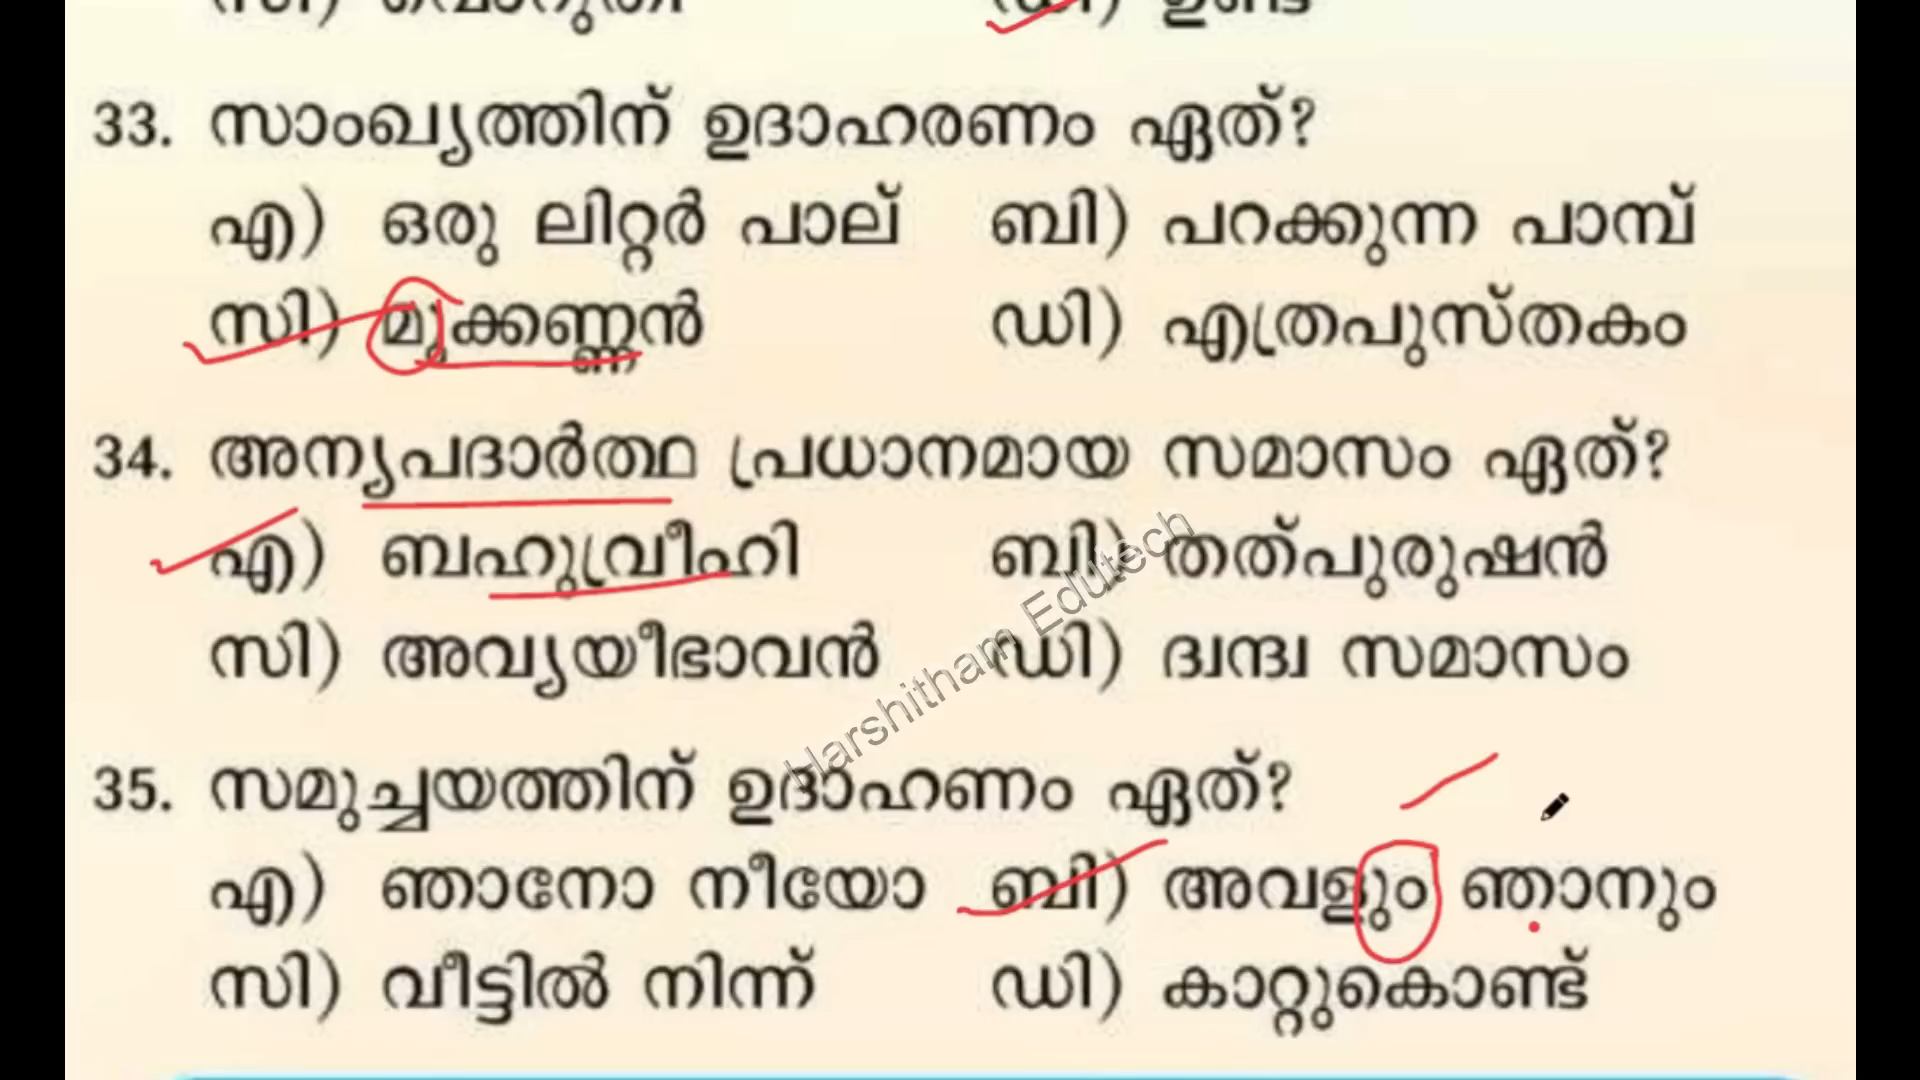 33. സാംഖ്യത്തിന് ഉദാഹരണം ഏത്?
എ) ഒരു ലിറ്റർ പാല് ബി) പറക്കുന്ന പാമ്പ്
സി) മുക്കണ്ണൻ ഡി) എത്രപുസ്തകം
34. അന്യപദാർത്ഥ പ്രധാനമായ സമാസം ഏത്?
എ) ബഹുവ്രീഹി ബി) തത്പുരുഷൻ
സി) അവ്യയീഭാവൻ ഡി) ദ്വന്ദ്വ സമാസം
Harshitham Edutech
35. സമുച്ചയത്തിന് ഉദാഹണം ഏത്?
എ) ഞാനോ നീയോ ബി) അവളും ഞാനും
സി) വീട്ടിൽ നിന്ന് ഡി) കാറ്റുകൊണ്ട്